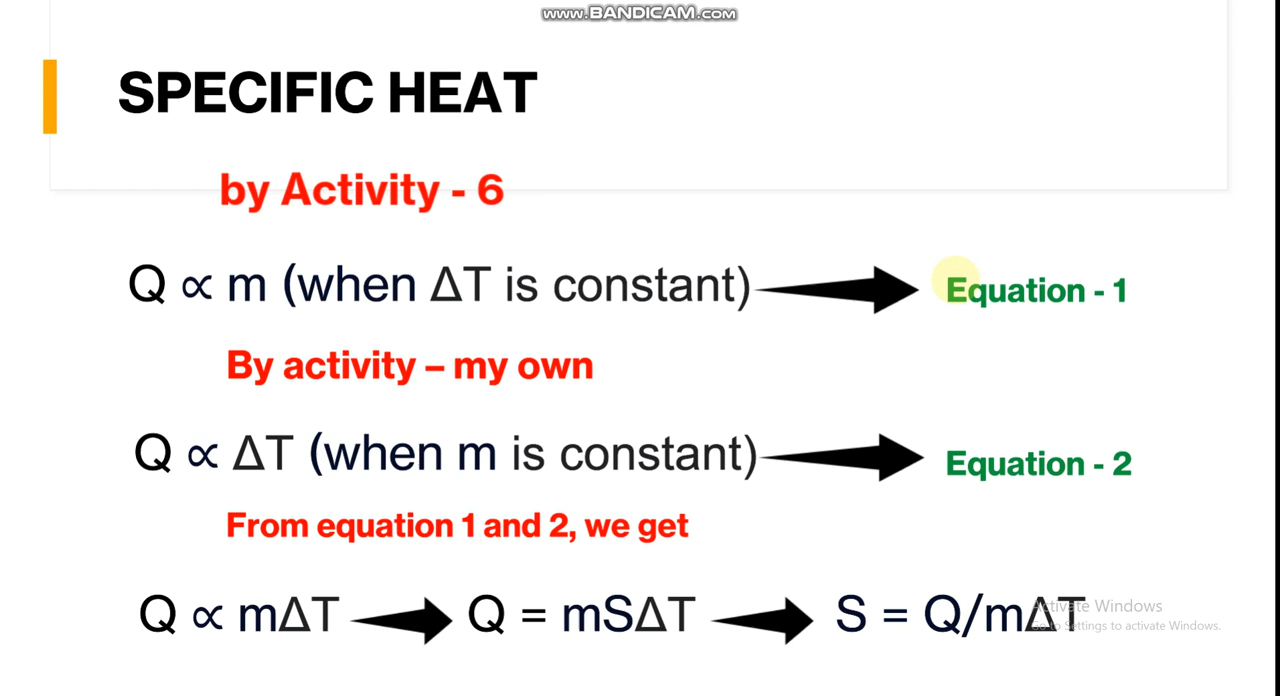 www.BANDICAM.com
SPECIFIC HEAT
by Activity - 6
Q ∝ m (when ΔT is constant) Equation - 1
By activity – my own
Q ∝ ΔT (when m is constant) Equation - 2
From equation 1 and 2, we get
Q ∝ mΔT Q = mSΔT S = Q/mΔT
Activate Windows
Go to Settings to activate Windows.